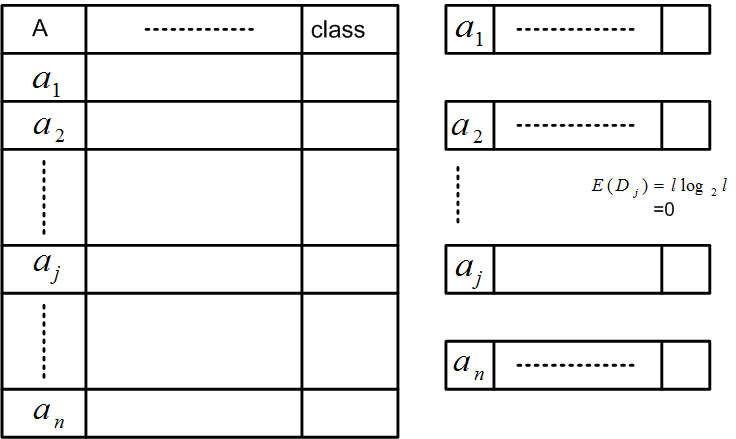 A class
a1
a2
aj
an
a1
a2
E(Dj) = l log2 l
=0
aj
an